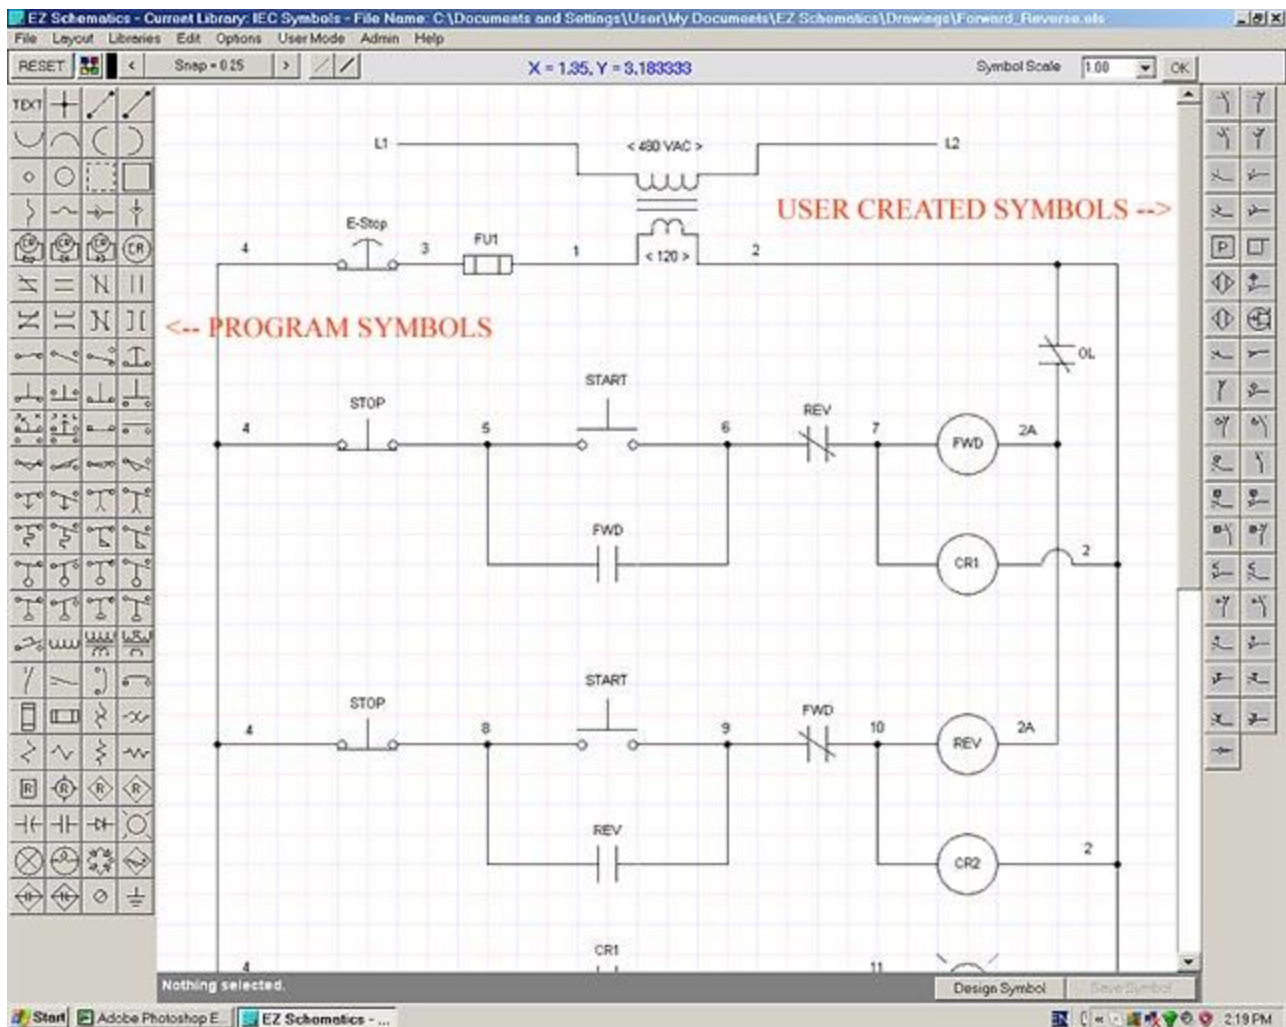 EZ Schematics - Current Library: IEC Symbols - File Name: C:\Documents and Settings\User\My Documents\EZ Schematics\Drawings\Forward_Reverse.els
File Layout Libraries Edit Options User Mode Admin Help
RESET < Snap = 0.25 > X = 1.35, Y = 3.183333 Symbol Scale 1.00 OK
TEXT
L1 < 480 VAC > L2
USER CREATED SYMBOLS -->
E-Stop
4 3 FU1 1 < 120 > 2
<-- PROGRAM SYMBOLS
OL
START
STOP REV
4 5 6 7 FWD 2A
FWD
CR1 2
START
STOP FWD
4 8 9 10 REV 2A
REV
CR2 2
CR1
4 11
Nothing selected. Design Symbol Save Symbol
Start Adobe Photoshop E... EZ Schematics - ... EN 2:19 PM